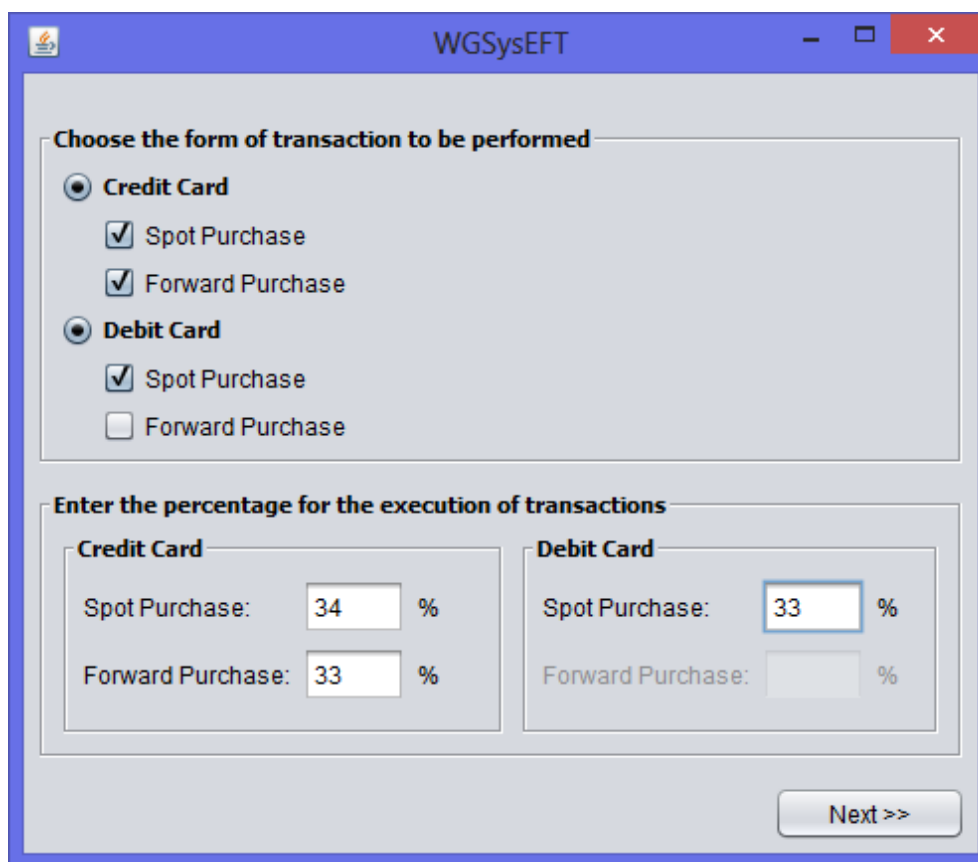 WGSysEFT
Choose the form of transaction to be performed
Credit Card
Spot Purchase
Forward Purchase
Debit Card
Spot Purchase
Forward Purchase
Enter the percentage for the execution of transactions
Credit Card
Spot Purchase: 34 %
Forward Purchase: 33 %
Debit Card
Spot Purchase: 33 %
Forward Purchase: %
Next >>